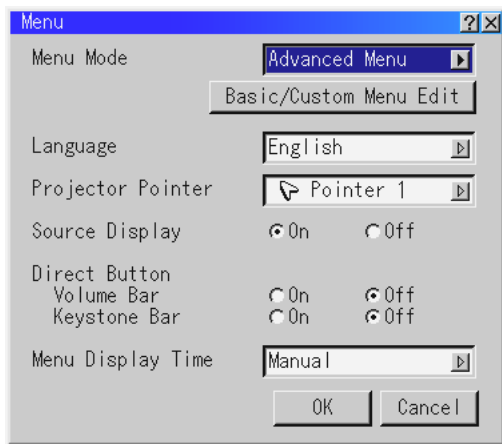 Menu ?
Menu Mode Advanced Menu
Basic/Custom Menu Edit
Language English
Projector Pointer Pointer 1
Source Display On Off
Direct Button
Volume Bar On Off
Keystone Bar On Off
Menu Display Time Manual
OK Cancel